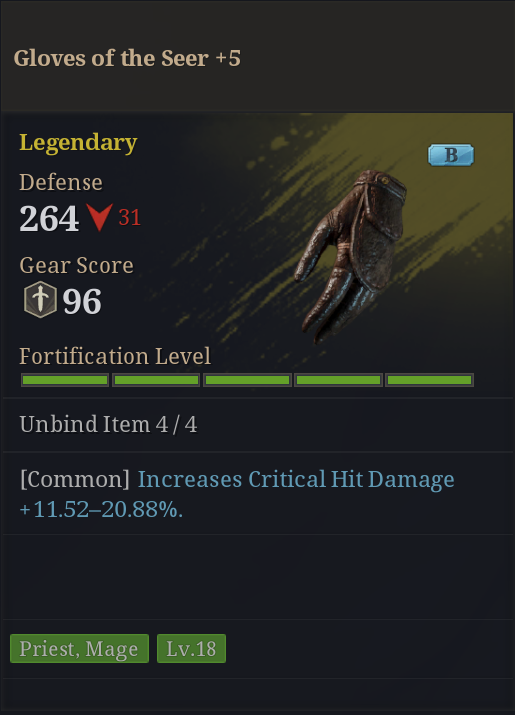 Gloves of the Seer +5
Legendary
B
Defense
264 31
Gear Score
96
Fortification Level
Unbind Item 4 / 4
[Common] Increases Critical Hit Damage
+11.52–20.88%.
Priest, Mage Lv.18